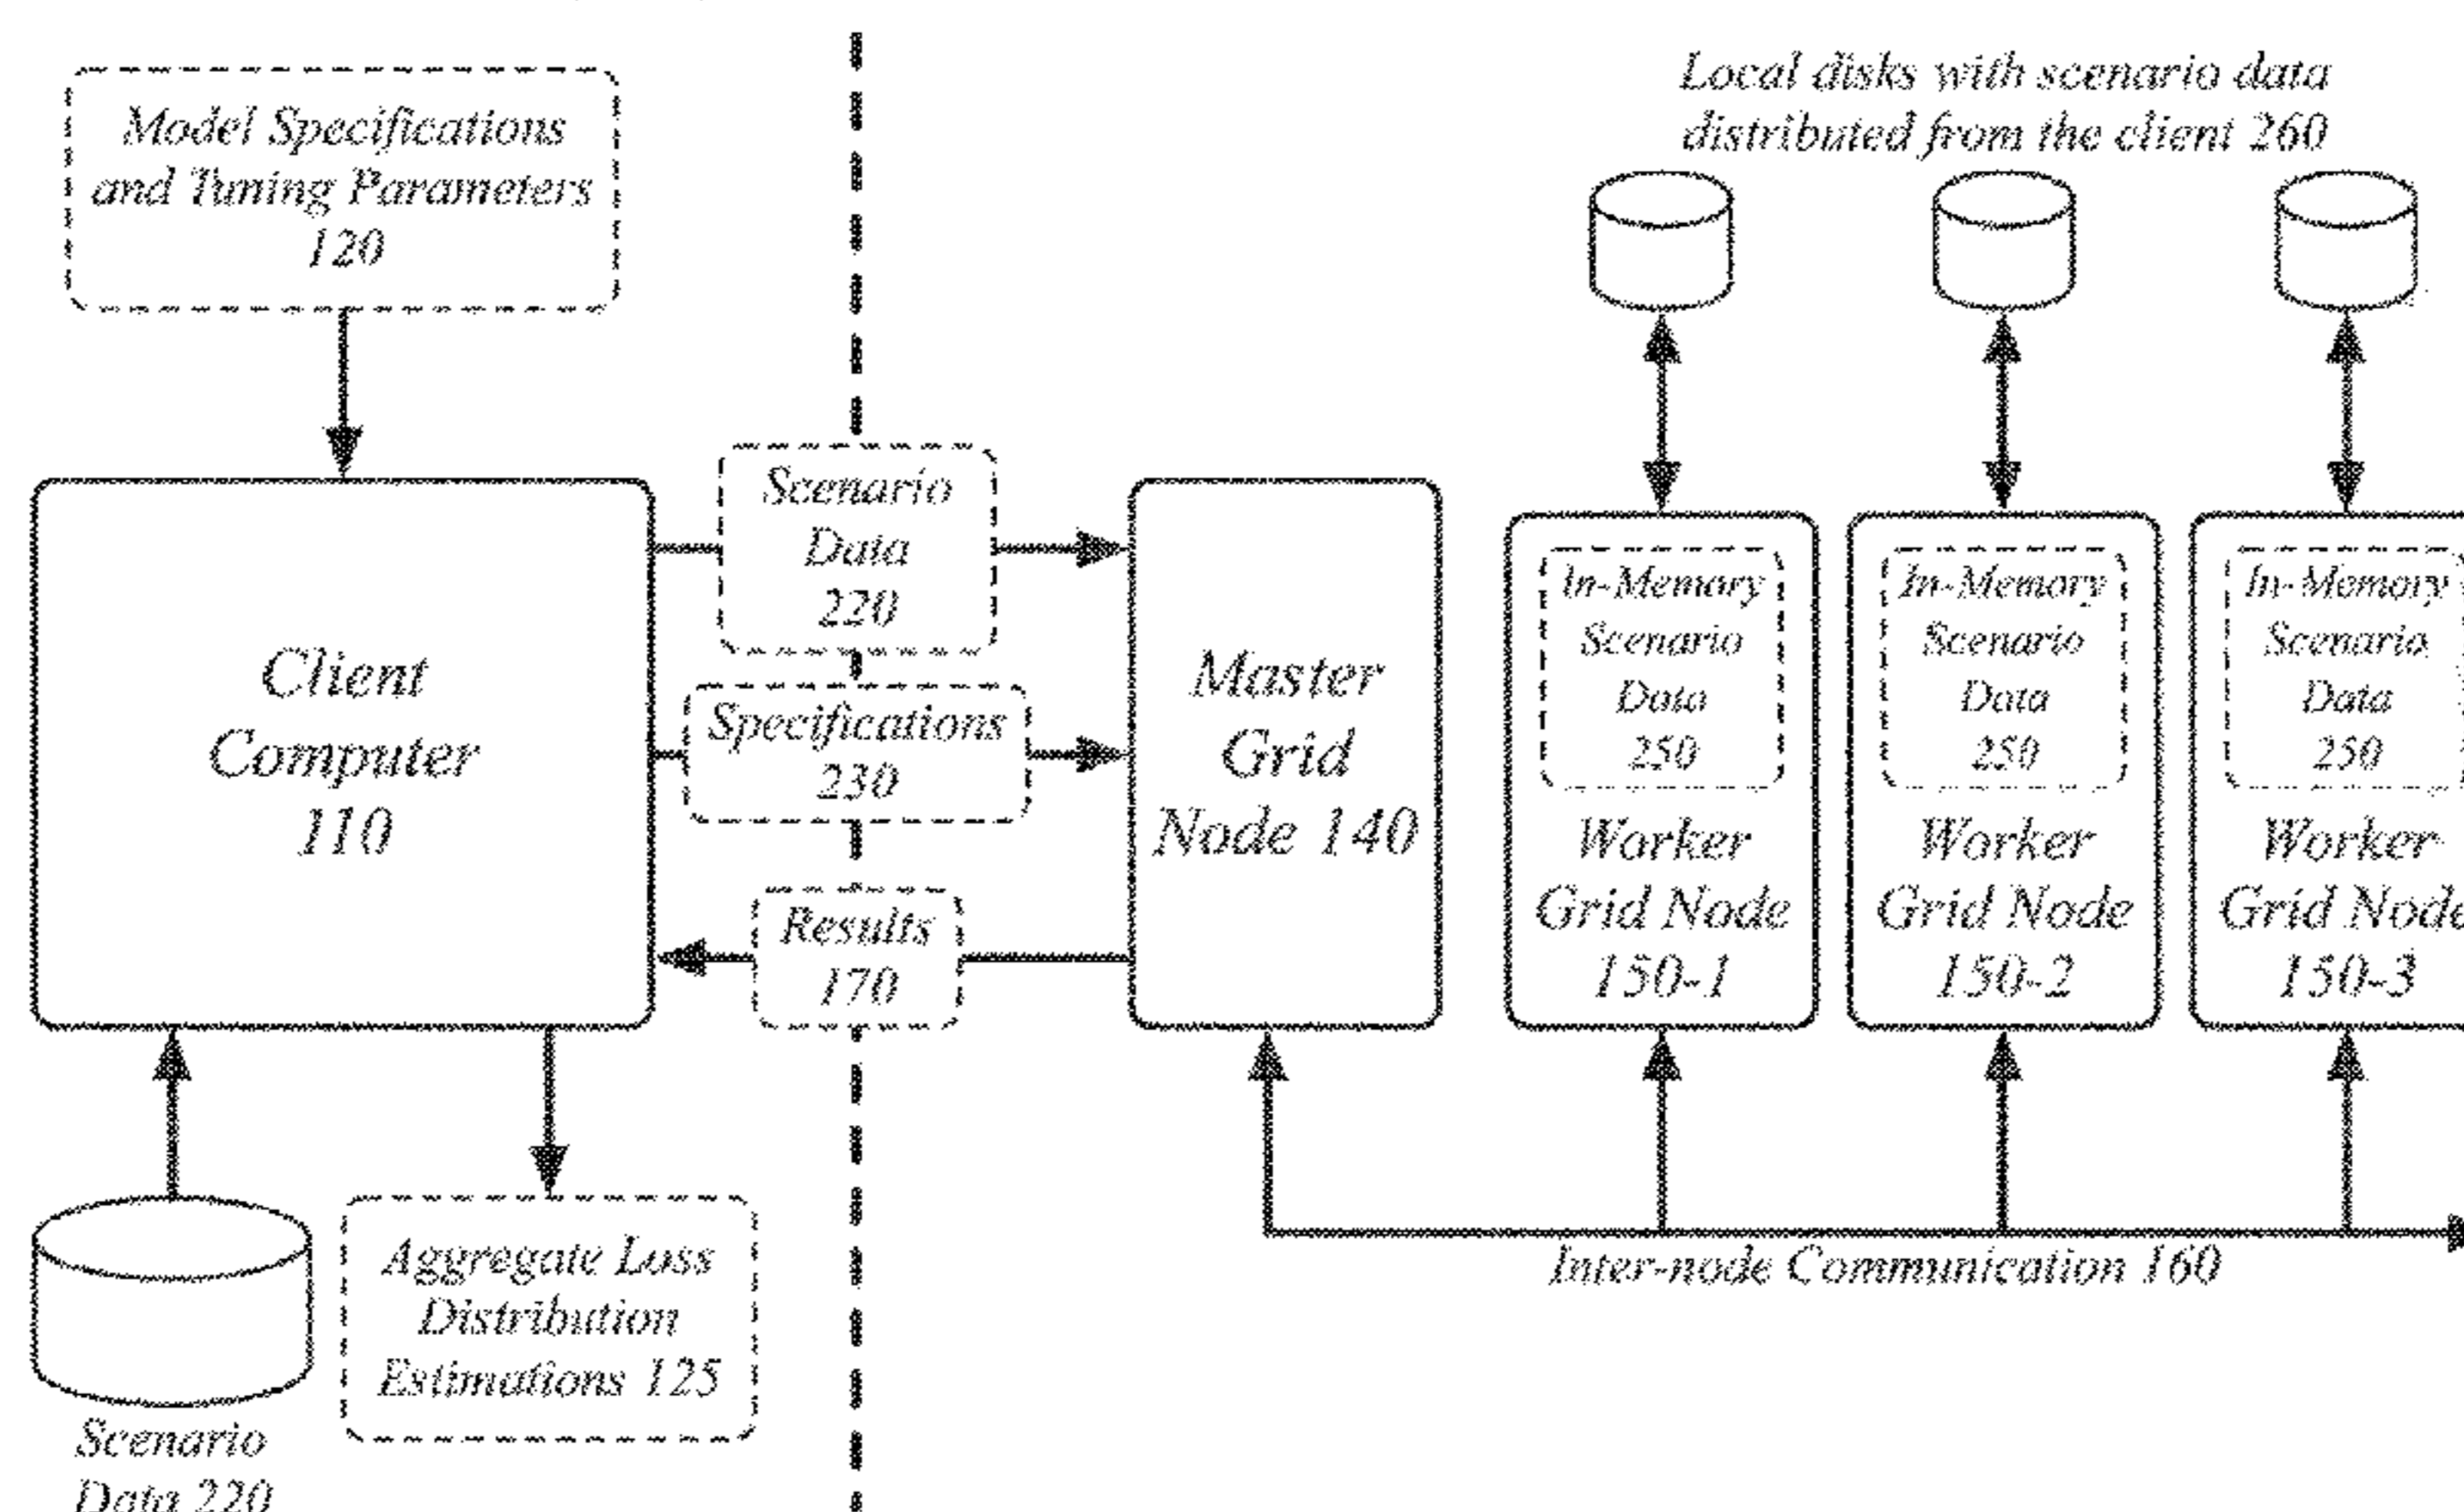 Model Specifications
and Tuning Parameters
120
Local disks with scenario data
distributed from the client 260
Client
Computer
110
Scenario
Data
220
Specifications
230
Results
170
Master
Grid
Node 140
In-Memory
Scenario
Data
250
Worker
Grid Node
150-1
In-Memory
Scenario
Data
250
Worker
Grid Node
150-2
In-Memory
Scenario
Data
250
Worker
Grid Node
150-3
Inter-node Communication 160
Aggregate Loss
Distribution
Estimations 125
Scenario
Data 220